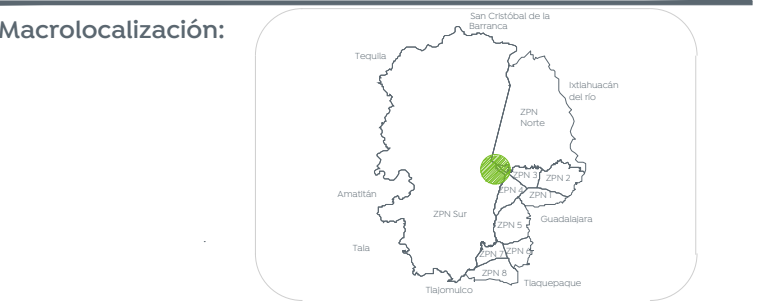 Macrolocalización:
San Cristóbal de la
Barranca
Tequila
Ixtlahuacán
del río
ZPN
Norte
ZPN 3
ZPN 2
ZPN 4
ZPN 1
Amatitán
ZPN Sur
Guadalajara
ZPN 5
Tala
ZPN 7
ZPN 6
ZPN 8
Tlajomulco
Tlaquepaque